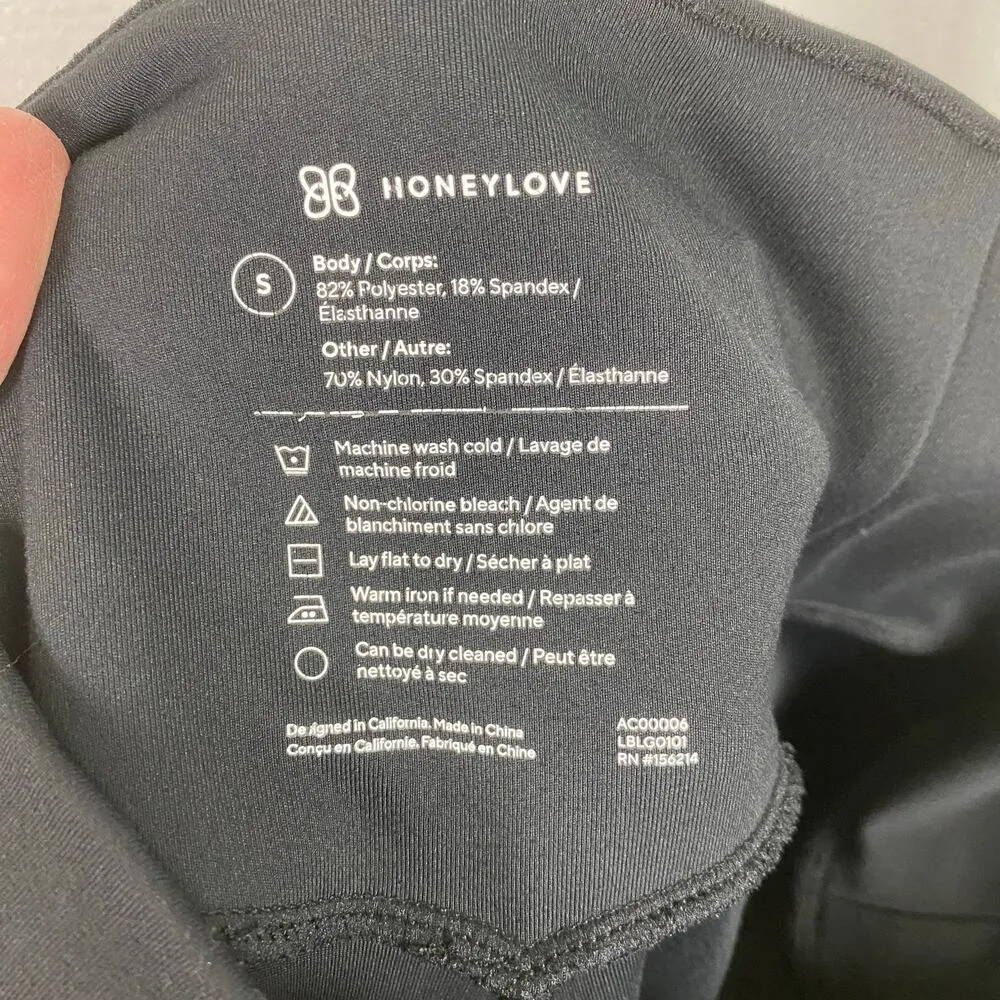 HONEYLOVE
S
Body / Corps:
82% Polyester, 18% Spandex /
Élasthanne
Other / Autre:
70% Nylon, 30% Spandex / Élasthanne
Machine wash cold / Lavage de
machine froid
Non-chlorine bleach / Agent de
blanchiment sans chlore
Lay flat to dry / Sécher à plat
Warm iron if needed / Repasser à
température moyenne
Can be dry cleaned / Peut être
nettoyé à sec
Designed in California. Made in China
Conçu en Californie. Fabriqué en Chine
AC00006
LBLG0101
RN #156214